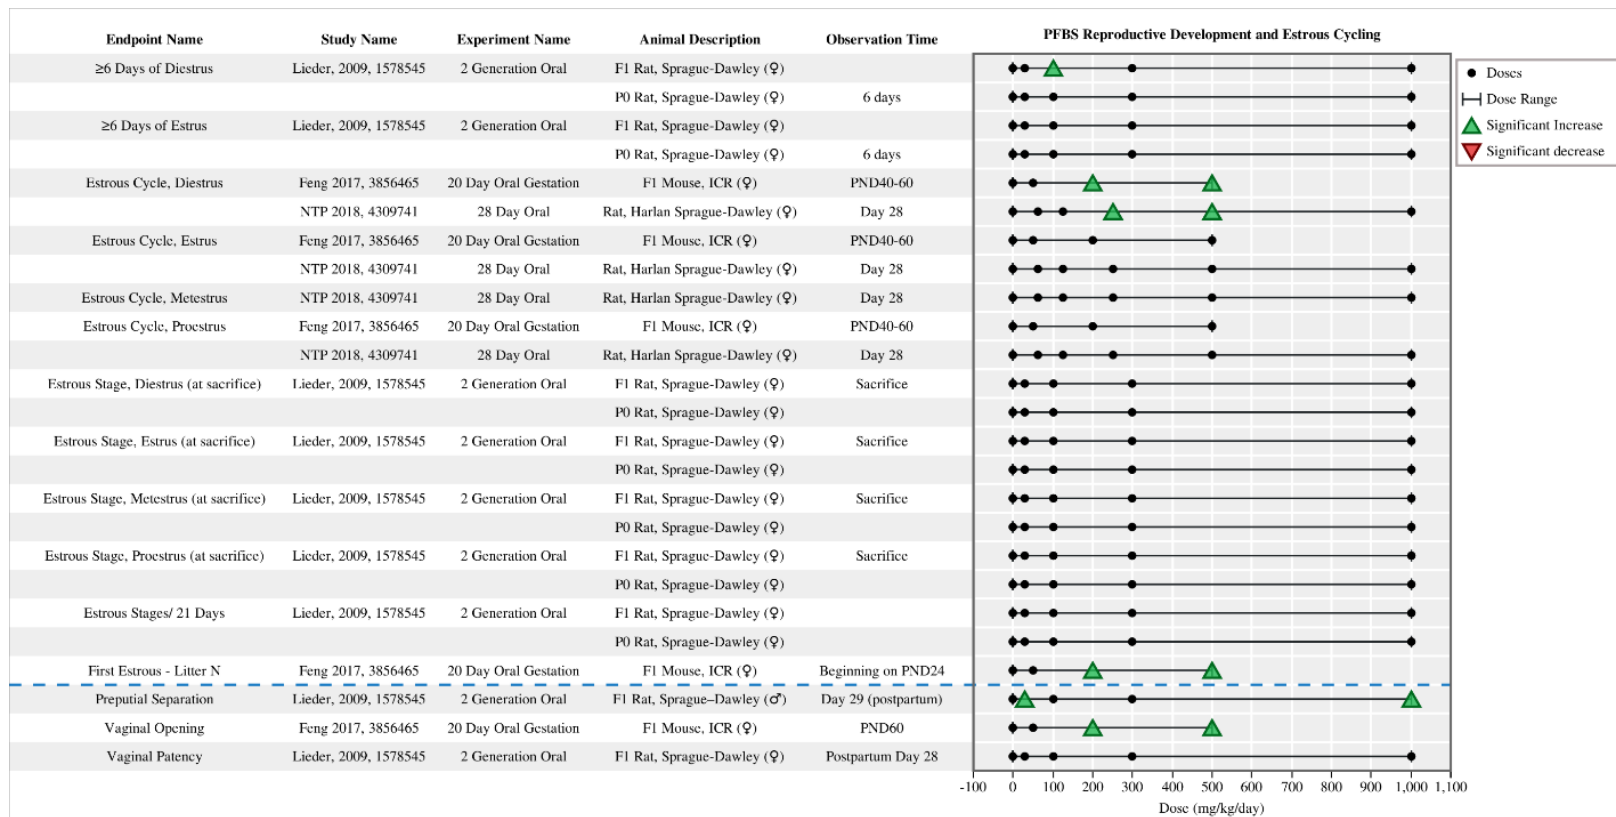 Endpoint Name Study Name Experiment Name Animal Description Observation Time PFBS Reproductive Development and Estrous Cycling
≥6 Days of Diestrus Lieder, 2009, 1578545 2 Generation Oral F1 Rat, Sprague-Dawley (♀)
P0 Rat, Sprague-Dawley (♀) 6 days
≥6 Days of Estrus Lieder, 2009, 1578545 2 Generation Oral F1 Rat, Sprague-Dawley (♀)
P0 Rat, Sprague-Dawley (♀) 6 days
Estrous Cycle, Diestrus Feng 2017, 3856465 20 Day Oral Gestation F1 Mouse, ICR (♀) PND40-60
NTP 2018, 4309741 28 Day Oral Rat, Harlan Sprague-Dawley (♀) Day 28
Estrous Cycle, Estrus Feng 2017, 3856465 20 Day Oral Gestation F1 Mouse, ICR (♀) PND40-60
NTP 2018, 4309741 28 Day Oral Rat, Harlan Sprague-Dawley (♀) Day 28
Estrous Cycle, Metestrus NTP 2018, 4309741 28 Day Oral Rat, Harlan Sprague-Dawley (♀) Day 28
Estrous Cycle, Proestrus Feng 2017, 3856465 20 Day Oral Gestation F1 Mouse, ICR (♀) PND40-60
NTP 2018, 4309741 28 Day Oral Rat, Harlan Sprague-Dawley (♀) Day 28
Estrous Stage, Diestrus (at sacrifice) Lieder, 2009, 1578545 2 Generation Oral F1 Rat, Sprague-Dawley (♀) Sacrifice
P0 Rat, Sprague-Dawley (♀)
Estrous Stage, Estrus (at sacrifice) Lieder, 2009, 1578545 2 Generation Oral F1 Rat, Sprague-Dawley (♀) Sacrifice
P0 Rat, Sprague-Dawley (♀)
Estrous Stage, Metestrus (at sacrifice) Lieder, 2009, 1578545 2 Generation Oral F1 Rat, Sprague-Dawley (♀) Sacrifice
P0 Rat, Sprague-Dawley (♀)
Estrous Stage, Proestrus (at sacrifice) Lieder, 2009, 1578545 2 Generation Oral F1 Rat, Sprague-Dawley (♀) Sacrifice
P0 Rat, Sprague-Dawley (♀)
Estrous Stages/ 21 Days Lieder, 2009, 1578545 2 Generation Oral F1 Rat, Sprague-Dawley (♀)
P0 Rat, Sprague-Dawley (♀)
First Estrous - Litter N Feng 2017, 3856465 20 Day Oral Gestation F1 Mouse, ICR (♀) Beginning on PND24
Preputial Separation Lieder, 2009, 1578545 2 Generation Oral F1 Rat, Sprague–Dawley (♂) Day 29 (postpartum)
Vaginal Opening Feng 2017, 3856465 20 Day Oral Gestation F1 Mouse, ICR (♀) PND60
Vaginal Patency Lieder, 2009, 1578545 2 Generation Oral F1 Rat, Sprague-Dawley (♀) Postpartum Day 28
-100 0 100 200 300 400 500 600 700 800 900 1,000 1,100
Dose (mg/kg/day)
Doses
Dose Range
Significant Increase
Significant decrease